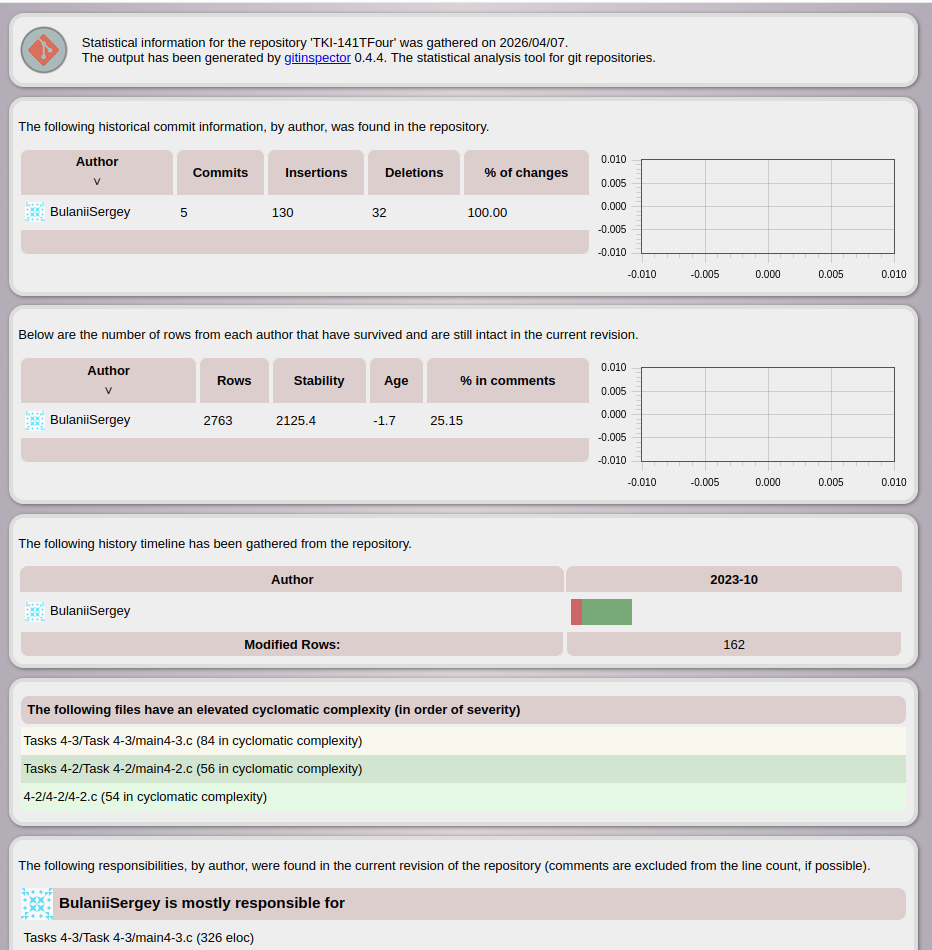 Statistical information for the repository 'TKI-141TFour' was gathered on 2026/04/07.
The output has been generated by gitinspector 0.4.4. The statistical analysis tool for git repositories.
The following historical commit information, by author, was found in the repository.
Author
∨
Commits
Insertions
Deletions
% of changes
BulaniiSergey 5 130 32 100.00
0.010
0.005
0.000
-0.005
-0.010
-0.010 -0.005 0.000 0.005 0.010
Below are the number of rows from each author that have survived and are still intact in the current revision.
Author
∨
Rows
Stability
Age
% in comments
BulaniiSergey 2763 2125.4 -1.7 25.15
0.010
0.005
0.000
-0.005
-0.010
-0.010 -0.005 0.000 0.005 0.010
The following history timeline has been gathered from the repository.
Author 2023-10
BulaniiSergey
Modified Rows: 162
The following files have an elevated cyclomatic complexity (in order of severity)
Tasks 4-3/Task 4-3/main4-3.c (84 in cyclomatic complexity)
Tasks 4-2/Task 4-2/main4-2.c (56 in cyclomatic complexity)
4-2/4-2/4-2.c (54 in cyclomatic complexity)
The following responsibilities, by author, were found in the current revision of the repository (comments are excluded from the line count, if possible).
BulaniiSergey is mostly responsible for
Tasks 4-3/Task 4-3/main4-3.c (326 eloc)